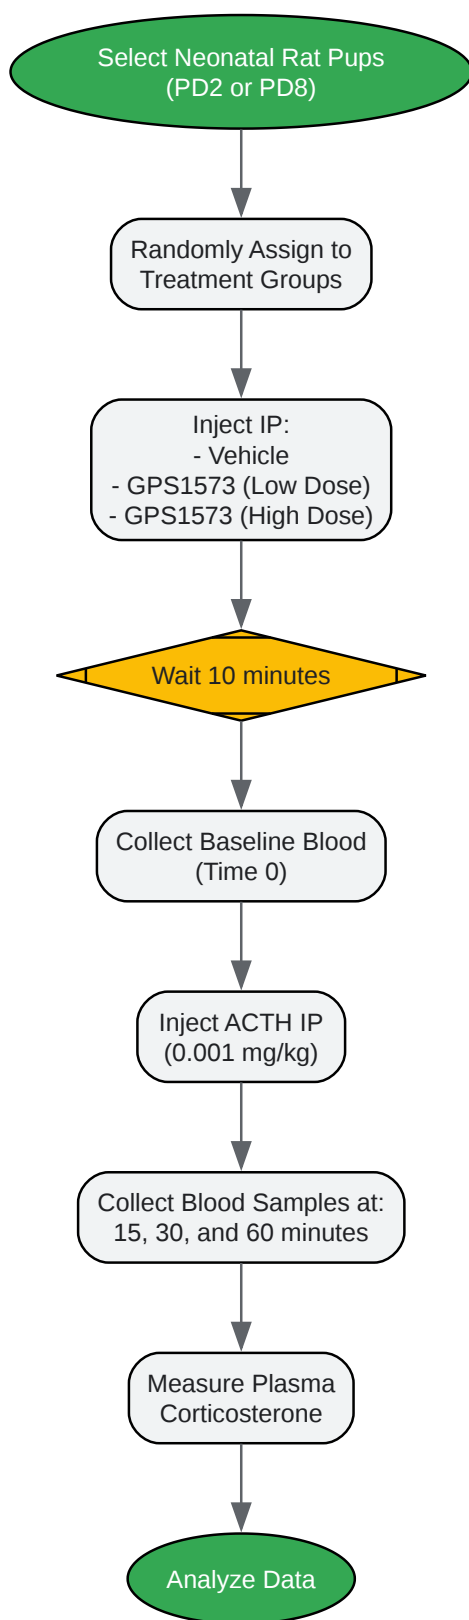 Select Neonatal Rat Pups
(PD2 or PD8)
Randomly Assign to
Treatment Groups
Inject IP:
- Vehicle
- GPS1573 (Low Dose)
- GPS1573 (High Dose)
Wait 10 minutes
Collect Baseline Blood
(Time 0)
Inject ACTH IP
(0.001 mg/kg)
Collect Blood Samples at:
15, 30, and 60 minutes
Measure Plasma
Corticosterone
Analyze Data